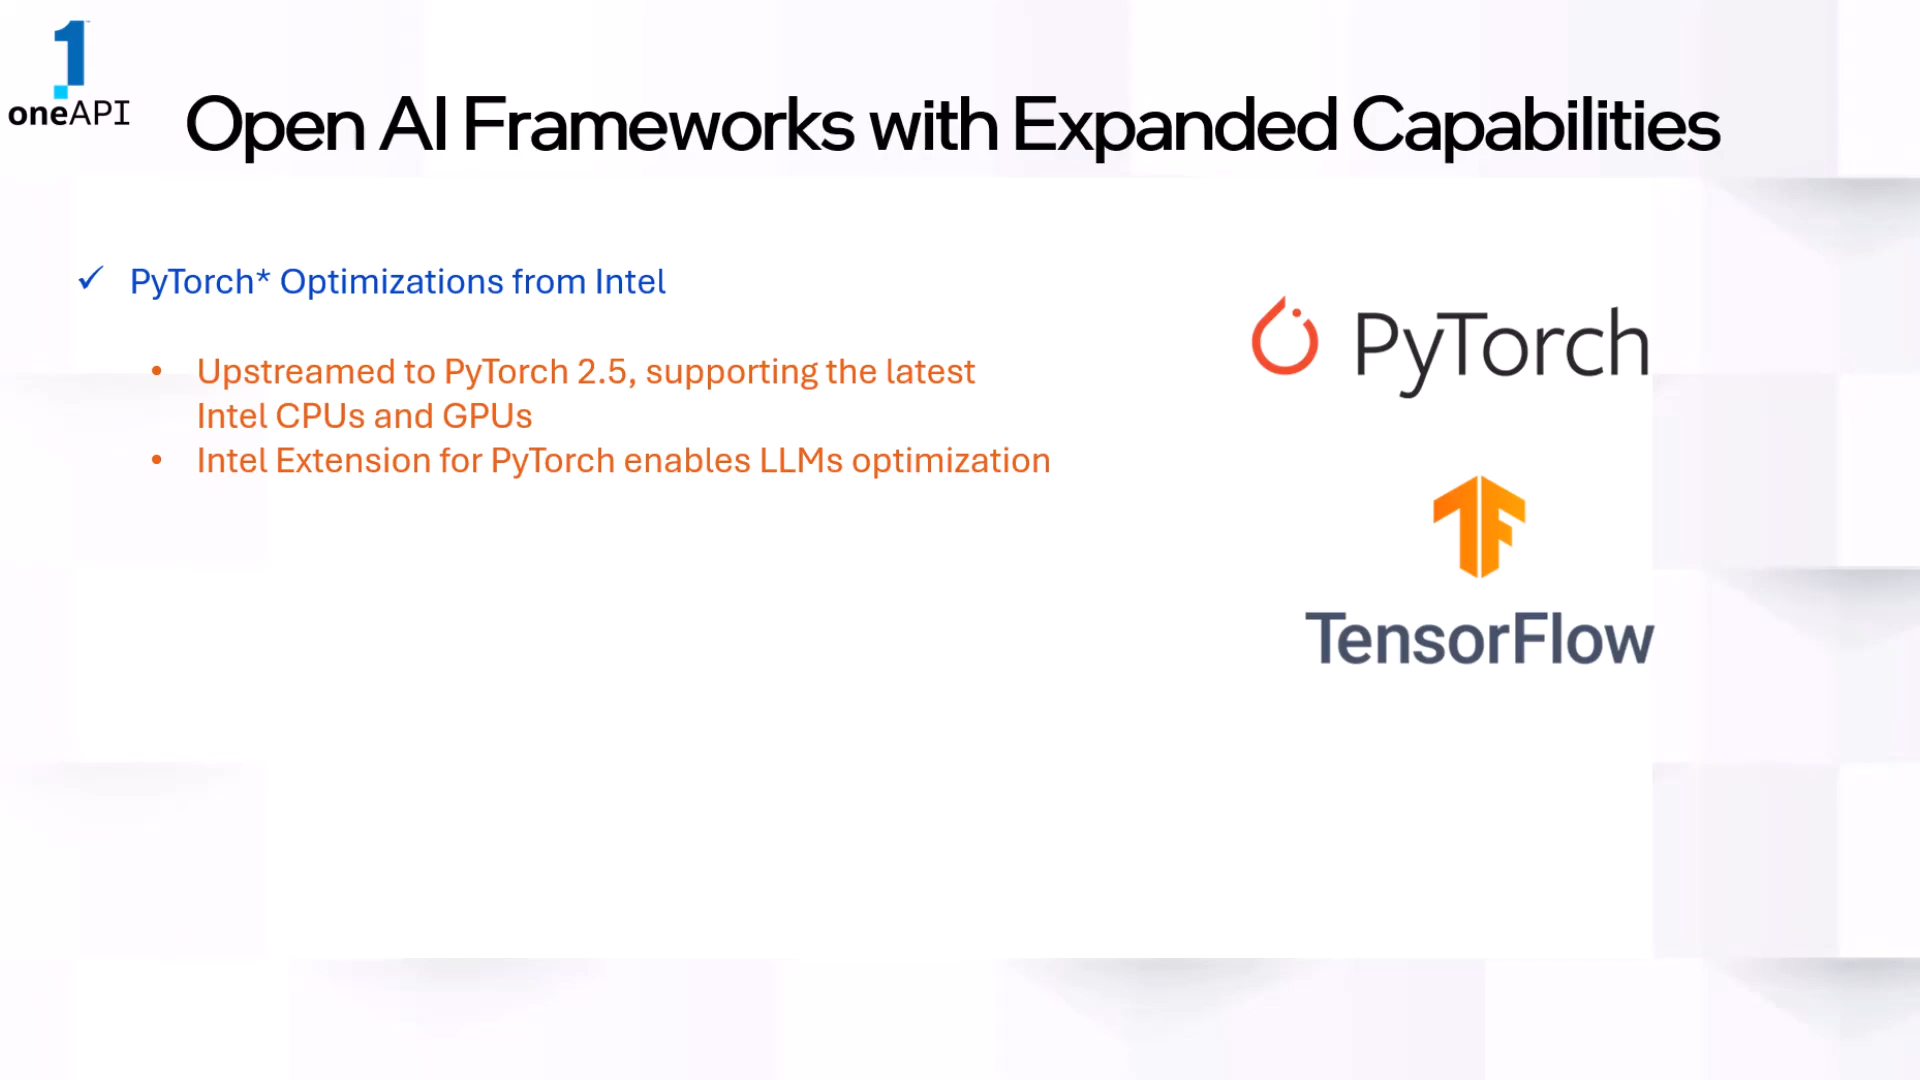 oneAPI
Open AI Frameworks with Expanded Capabilities
✓ PyTorch* Optimizations from Intel
• Upstreamed to PyTorch 2.5, supporting the latest
Intel CPUs and GPUs
• Intel Extension for PyTorch enables LLMs optimization
PyTorch
TensorFlow